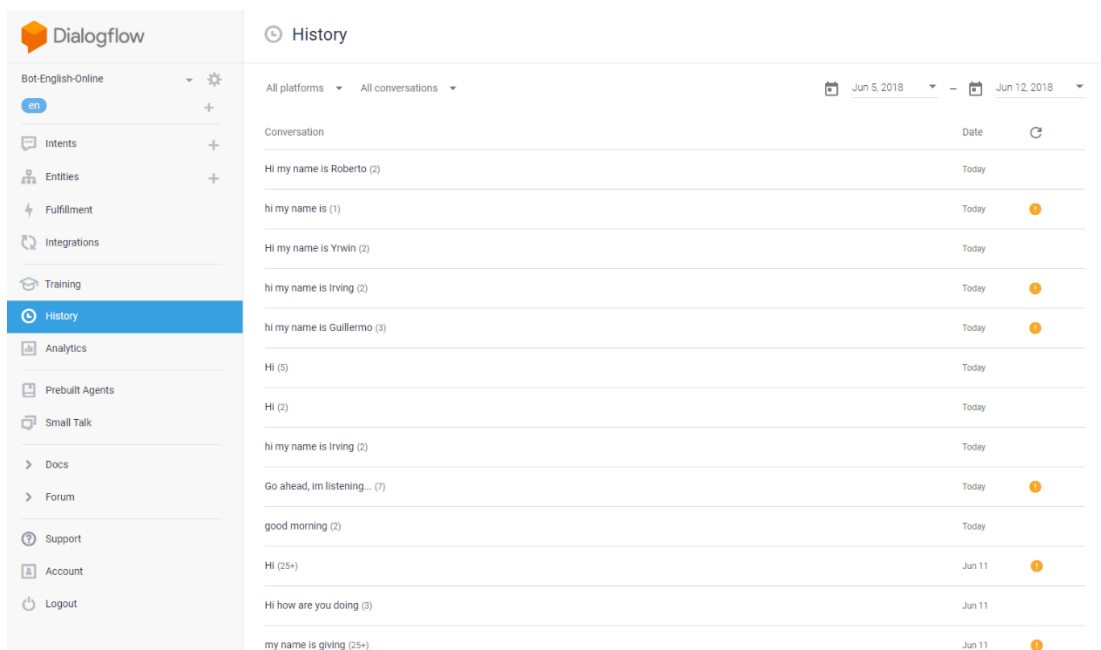 Dialogflow
History
Bot-English-Online
en
All platforms All conversations Jun 5, 2018 – Jun 12, 2018
Intents
Entities
Fulfillment
Integrations
Training
History
Analytics
Prebuilt Agents
Small Talk
Docs
Forum
Support
Account
Logout
Conversation Date
Hi my name is Roberto (2) Today
hi my name is (1) Today
Hi my name is Yrwin (2) Today
hi my name is Irving (2) Today
hi my name is Guillermo (3) Today
Hi (5) Today
Hi (2) Today
hi my name is Irving (2) Today
Go ahead, im listening... (7) Today
good morning (2) Today
Hi (25+) Jun 11
Hi how are you doing (3) Jun 11
my name is giving (25+) Jun 11